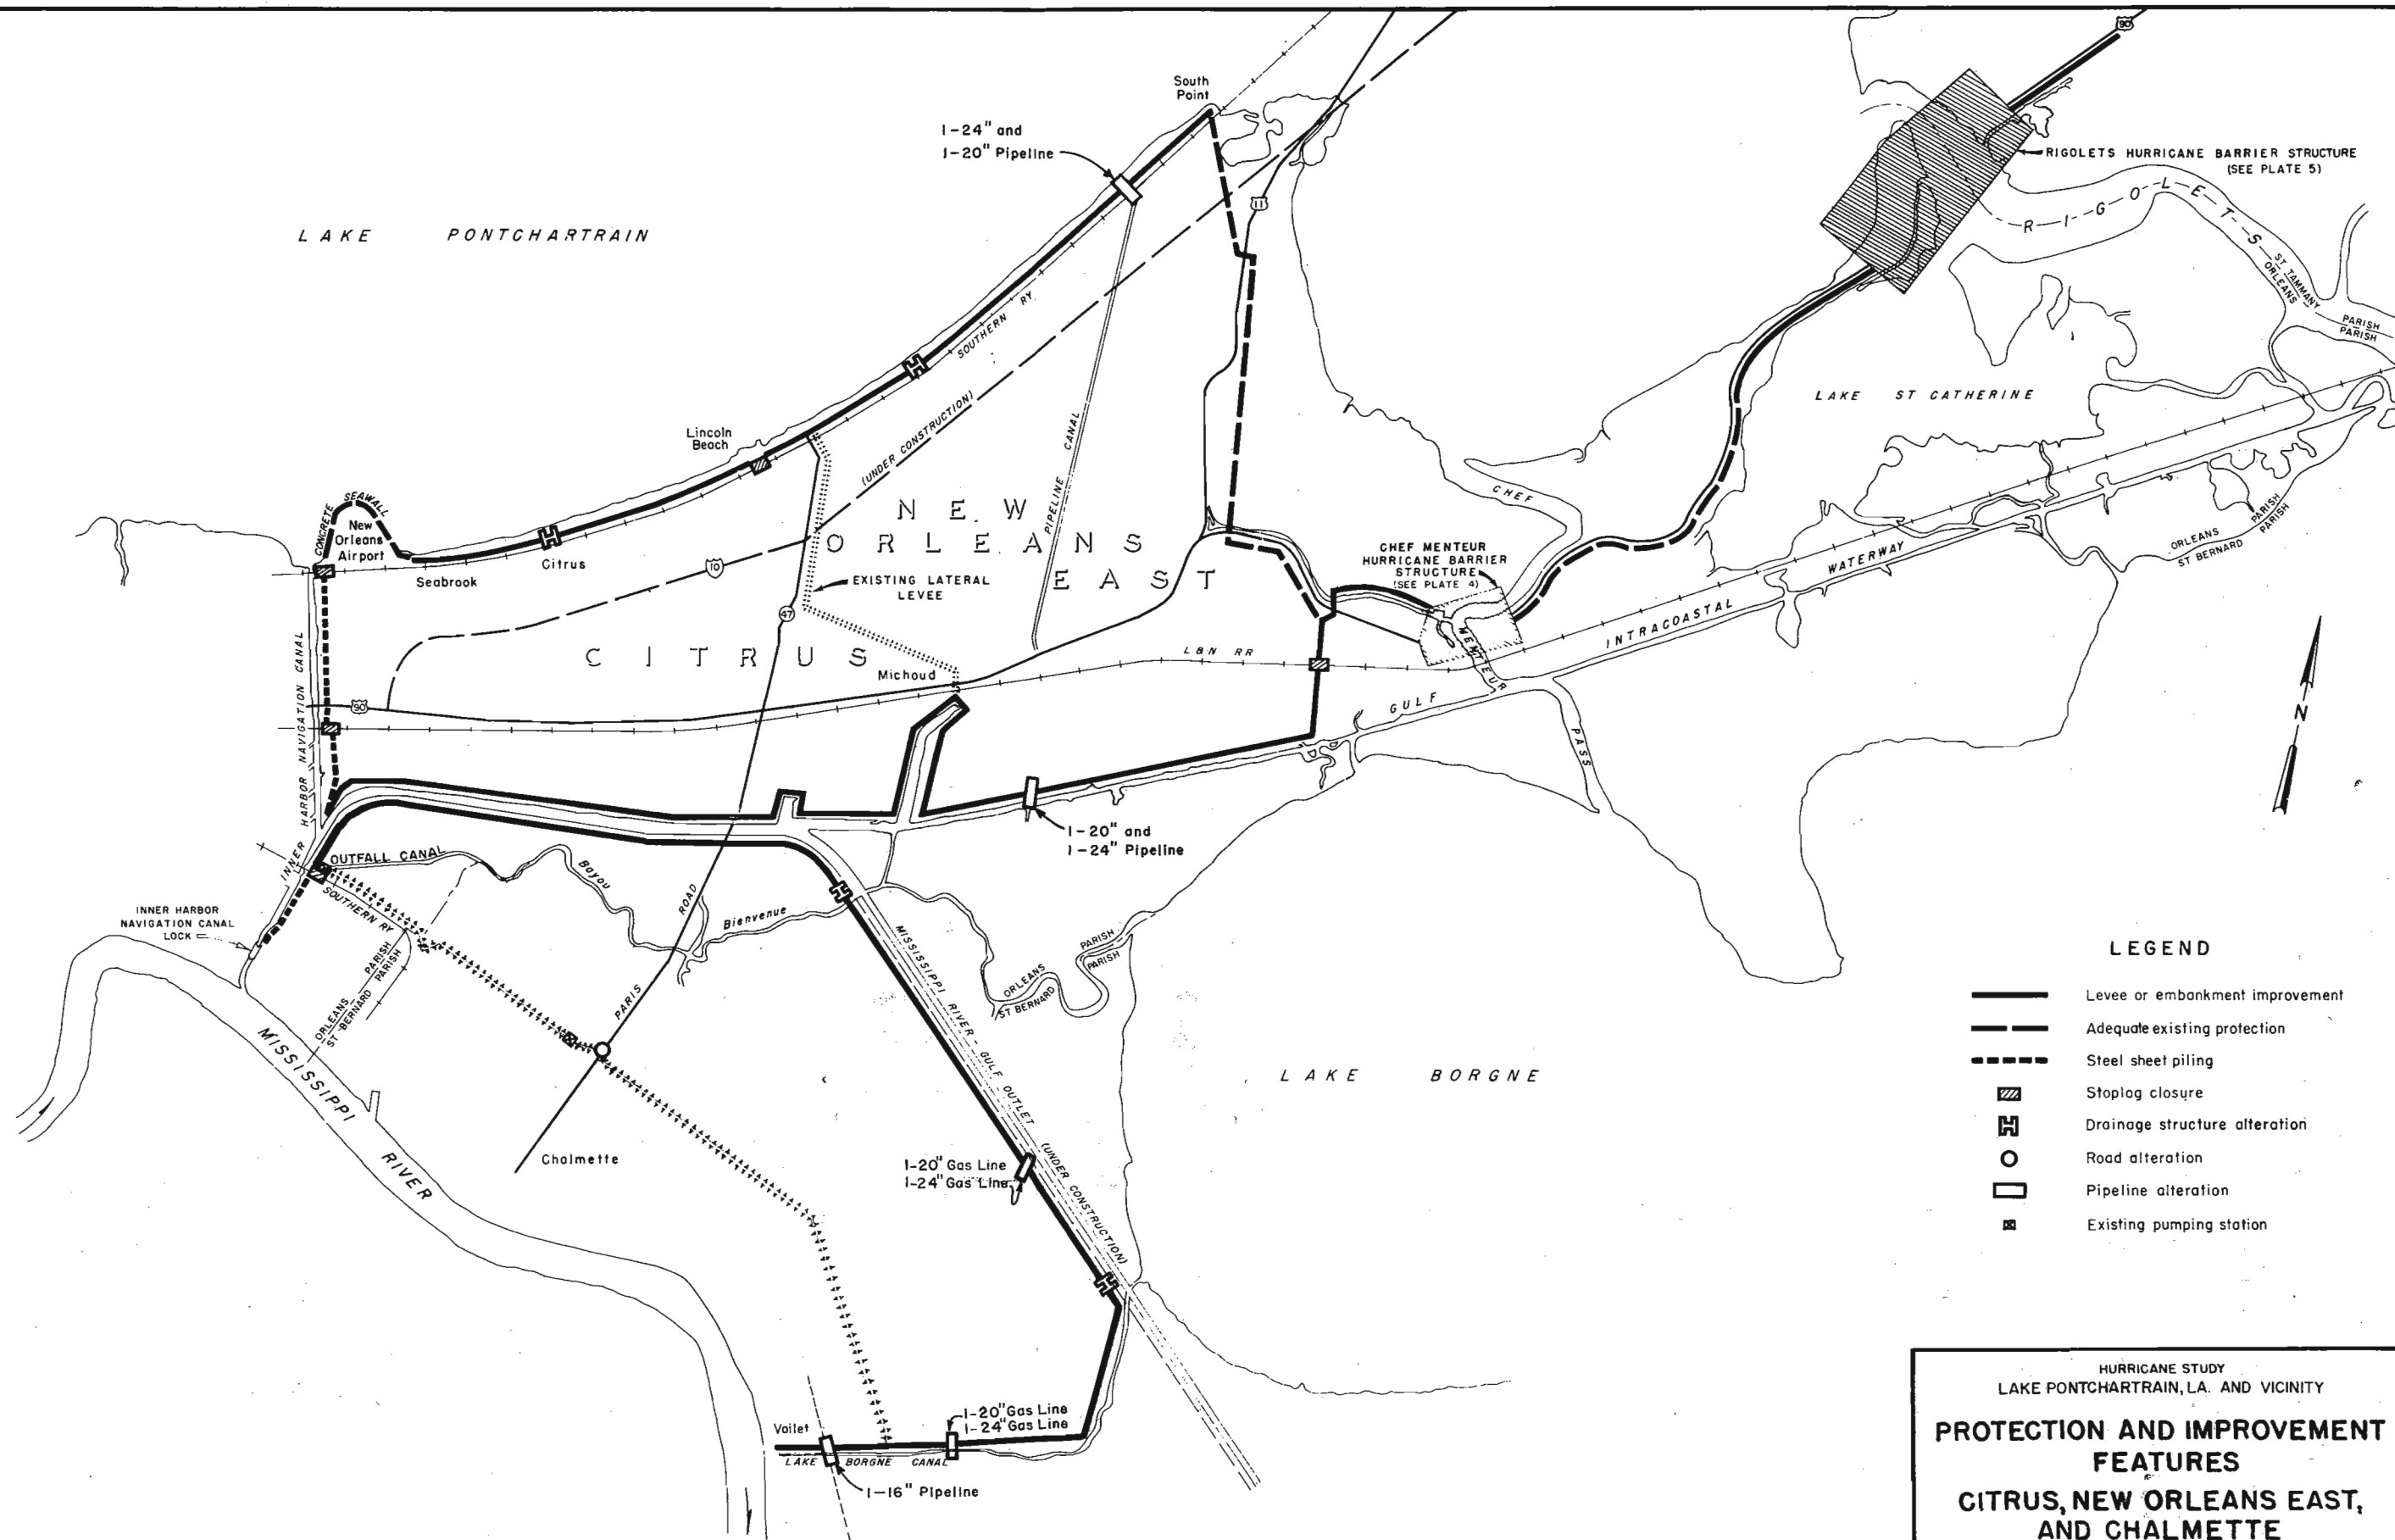 South
Point
1-24" and
1-20" Pipeline
90
RIGOLETS HURRICANE BARRIER STRUCTURE
(SEE PLATE 5)
RIGOLETS
LAKE PONTCHARTRAIN
11
ST. TAMMANY
ORLEANS
PARISH
PARISH
SOUTHERN RY.
(UNDER CONSTRUCTION)
PIPELINE CANAL
LAKE ST CATHERINE
Lincoln
Beach
CONCRETE SEAWALL
New
Orleans
Airport
Seabrook
Citrus
10
NEW
ORLEANS
EAST
EXISTING LATERAL
LEVEE
47
CHEF
CHEF MENTEUR
HURRICANE BARRIER
STRUCTURE
(SEE PLATE 4)
MENTEUR
PASS
GULF INTRACOASTAL WATERWAY
ORLEANS PARISH
ST BERNARD PARISH
CITRUS
Michoud
L&N RR
90
INNER HARBOR NAVIGATION CANAL
1-20" and
1-24" Pipeline
N
OUTFALL CANAL
SOUTHERN RY
Bayou
Bienvenue
PARIS ROAD
INNER HARBOR
NAVIGATION CANAL
LOCK
ORLEANS PARISH
ST BERNARD PARISH
ORLEANS PARISH
ST BERNARD PARISH
MISSISSIPPI RIVER - GULF OUTLET (UNDER CONSTRUCTION)
MISSISSIPPI RIVER
LAKE BORGNE
Chalmette
1-20" Gas Line
1-24" Gas Line
Vollet
1-20" Gas Line
1-24" Gas Line
LAKE BORGNE CANAL
1-16" Pipeline
LEGEND
Levee or embankment improvement
Adequate existing protection
Steel sheet piling
Stoplog closure
Drainage structure alteration
Road alteration
Pipeline alteration
Existing pumping station
HURRICANE STUDY
LAKE PONTCHARTRAIN, LA. AND VICINITY
PROTECTION AND IMPROVEMENT
FEATURES
CITRUS, NEW ORLEANS EAST,
AND CHALMETTE